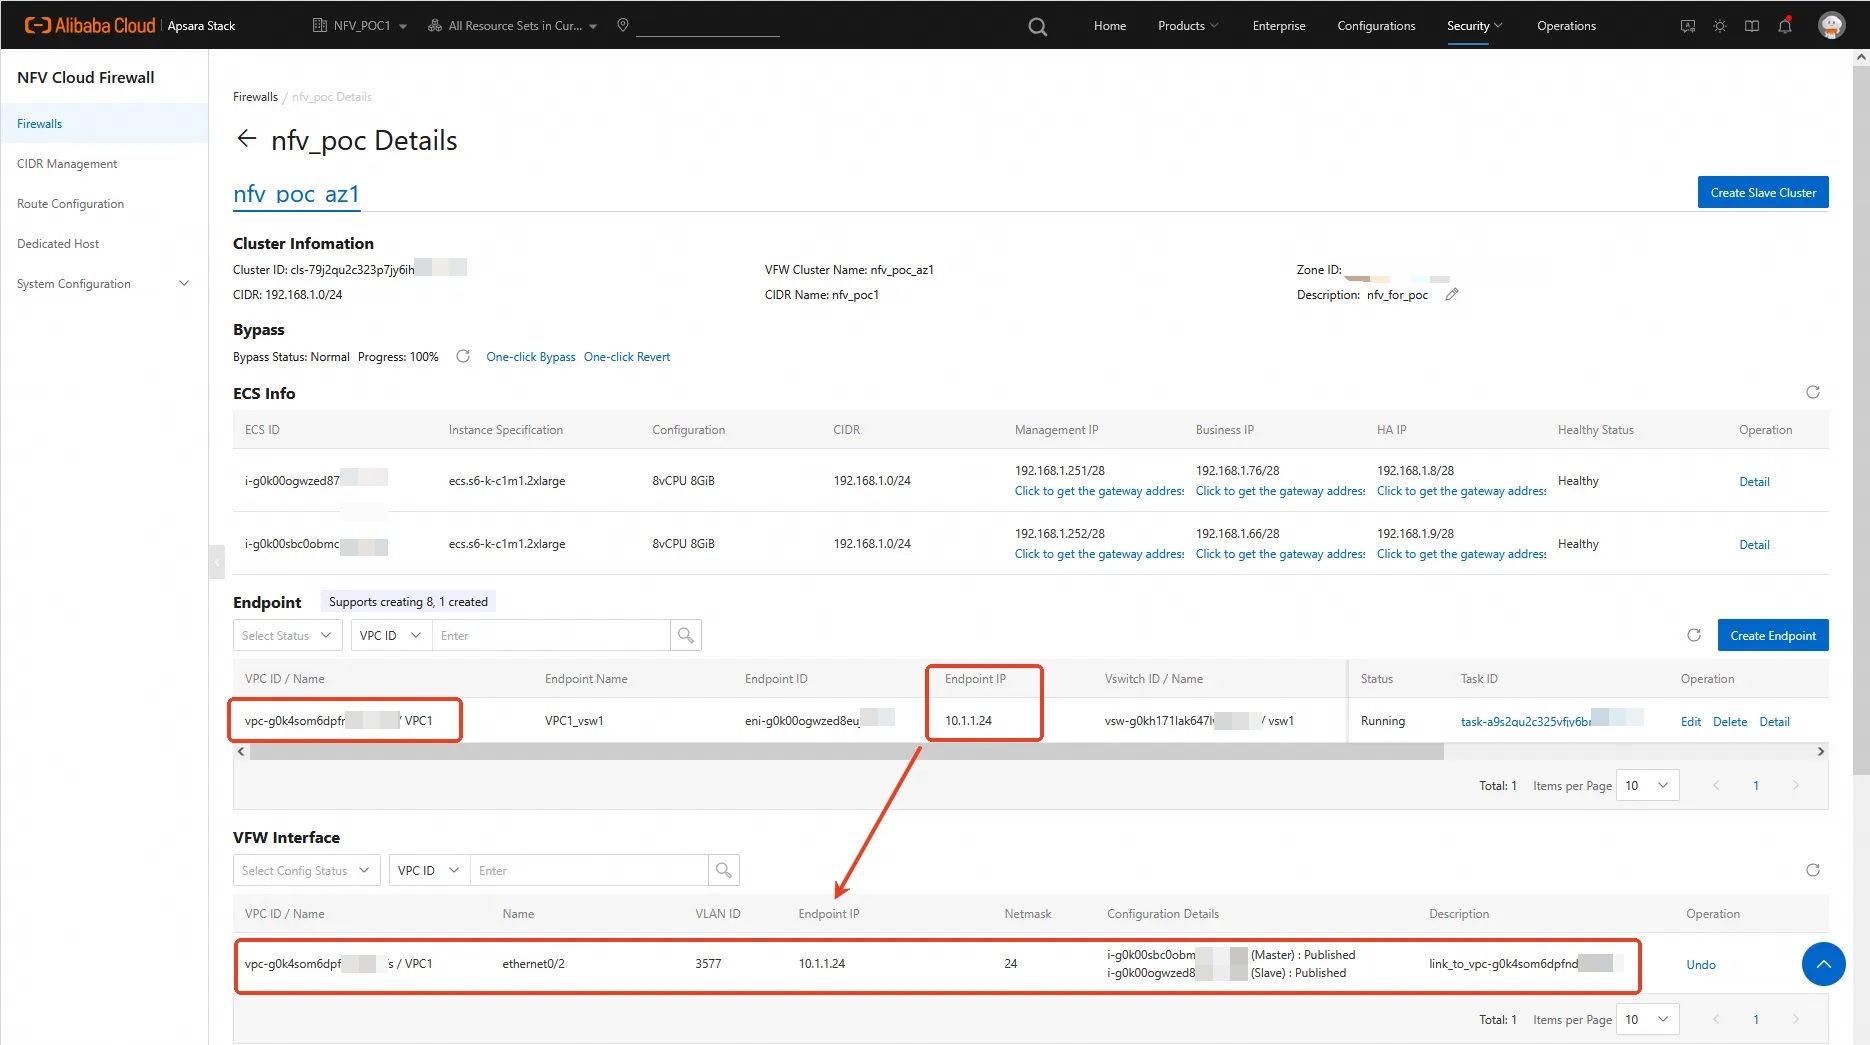 Alibaba Cloud | Apsara Stack NFV_POC1 All Resource Sets in Cur... Home Products Enterprise Configurations Security Operations
NFV Cloud Firewall
Firewalls
CIDR Management
Route Configuration
Dedicated Host
System Configuration
Firewalls / nfv_poc Details
nfv_poc Details
nfv_poc_az1
Create Slave Cluster
Cluster Infomation
Cluster ID: cls-79j2qu2c323p7jy6ih VFW Cluster Name: nfv_poc_az1 Zone ID:
CIDR: 192.168.1.0/24 CIDR Name: nfv_poc1 Description: nfv_for_poc
Bypass
Bypass Status: Normal Progress: 100% One-click Bypass One-click Revert
ECS Info
ECS ID Instance Specification Configuration CIDR Management IP Business IP HA IP Healthy Status Operation
i-g0k00ogwzed87 ecs.s6-k-c1m1.2xlarge 8vCPU 8GiB 192.168.1.0/24 192.168.1.251/28 192.168.1.76/28 192.168.1.8/28 Healthy Detail
Click to get the gateway address Click to get the gateway address Click to get the gateway address
i-g0k00sbc0obmc ecs.s6-k-c1m1.2xlarge 8vCPU 8GiB 192.168.1.0/24 192.168.1.252/28 192.168.1.66/28 192.168.1.9/28 Healthy Detail
Click to get the gateway address Click to get the gateway address Click to get the gateway address
Endpoint Supports creating 8, 1 created
Select Status VPC ID Enter Create Endpoint
VPC ID / Name Endpoint Name Endpoint ID Endpoint IP Vswitch ID / Name Status Task ID Operation
vpc-g0k4som6dpfr / VPC1 VPC1_vsw1 eni-g0k00ogwzed8eu 10.1.1.24 vsw-g0kh171lak647l / vsw1 Running task-a9s2qu2c325vfjy6br Edit Delete Detail
Total: 1 Items per Page 10 1
VFW Interface
Select Config Status VPC ID Enter
VPC ID / Name Name VLAN ID Endpoint IP Netmask Configuration Details Description Operation
vpc-g0k4som6dpf s / VPC1 ethernet0/2 3577 10.1.1.24 24 i-g0k00sbc0obm (Master) : Published link_to_vpc-g0k4som6dpfnd Undo
i-g0k00ogwzed8 (Slave) : Published
Total: 1 Items per Page 10 1